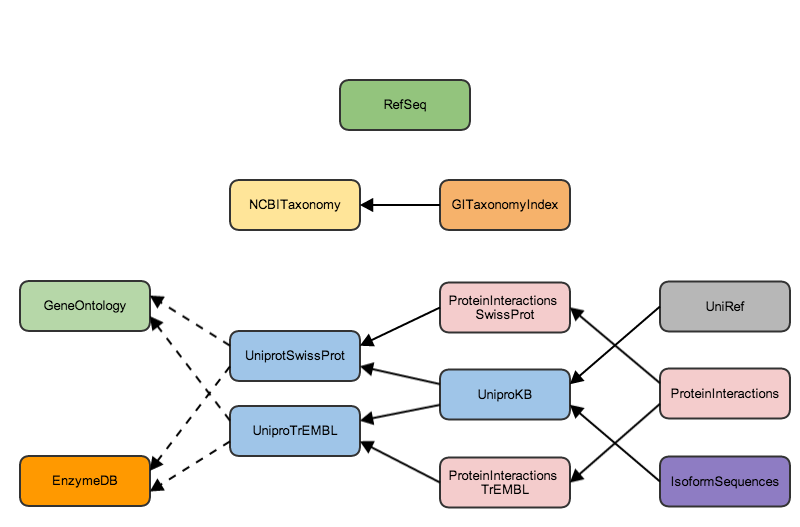 RefSeq
NCBITaxonomy
GITaxonomyIndex
GeneOntology
ProteinInteractions
SwissProt
UniRef
UniprotSwissProt
UniproKB
ProteinInteractions
UniproTrEMBL
EnzymeDB
ProteinInteractions
TrEMBL
IsoformSequences